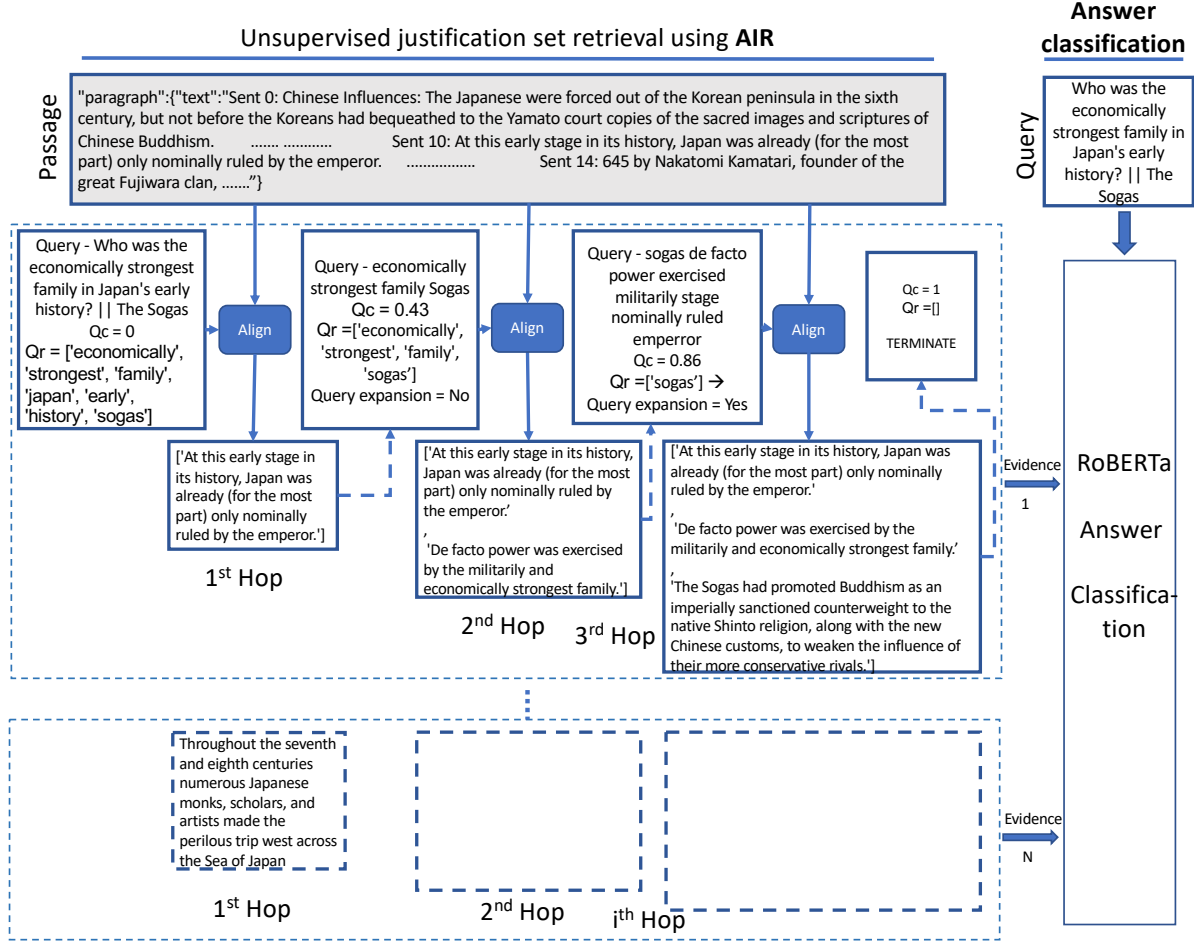 Unsupervised justification set retrieval using AIR
Answer
classification
Passage
"paragraph":{"text":"Sent 0: Chinese Influences: The Japanese were forced out of the Korean peninsula in the sixth
century, but not before the Koreans had bequeathed to the Yamato court copies of the sacred images and scriptures of
Chinese Buddhism. ....... ............ Sent 10: At this early stage in its history, Japan was already (for the most
part) only nominally ruled by the emperor. ................ Sent 14: 645 by Nakatomi Kamatari, founder of the
great Fujiwara clan, ......."}
Query
Who was the
economically
strongest family in
Japan's early
history? || The
Sogas
Query - Who was the
economically strongest
family in Japan's early
history? || The Sogas
Qc = 0
Qr = ['economically',
'strongest', 'family',
'japan', 'early',
'history', 'sogas']
Align
Query - economically
strongest family Sogas
Qc = 0.43
Qr =['economically',
'strongest', 'family',
'sogas’]
Query expansion = No
Align
Query - sogas de facto
power exercised
militarily stage
nominally ruled
emperror
Qc = 0.86
Qr =['sogas’] →
Query expansion = Yes
Align
Qc = 1
Qr =[]
TERMINATE
['At this early stage in
its history, Japan was
already (for the most
part) only nominally
ruled by the emperor.']
1st Hop
['At this early stage in its history,
Japan was already (for the most
part) only nominally ruled by
the emperor.’
,
'De facto power was exercised
by the militarily and
economically strongest family.']
2nd Hop
['At this early stage in its history, Japan was
already (for the most part) only nominally
ruled by the emperor.'
,
'De facto power was exercised by the
militarily and economically strongest family.’
,
'The Sogas had promoted Buddhism as an
imperially sanctioned counterweight to the
native Shinto religion, along with the new
Chinese customs, to weaken the influence of
their more conservative rivals.']
3rd Hop
Evidence
1
RoBERTa
Answer
Classifica-
tion
Throughout the seventh
and eighth centuries
numerous Japanese
monks, scholars, and
artists made the
perilous trip west across
the Sea of Japan
1st Hop
2nd Hop
ith Hop
Evidence
N